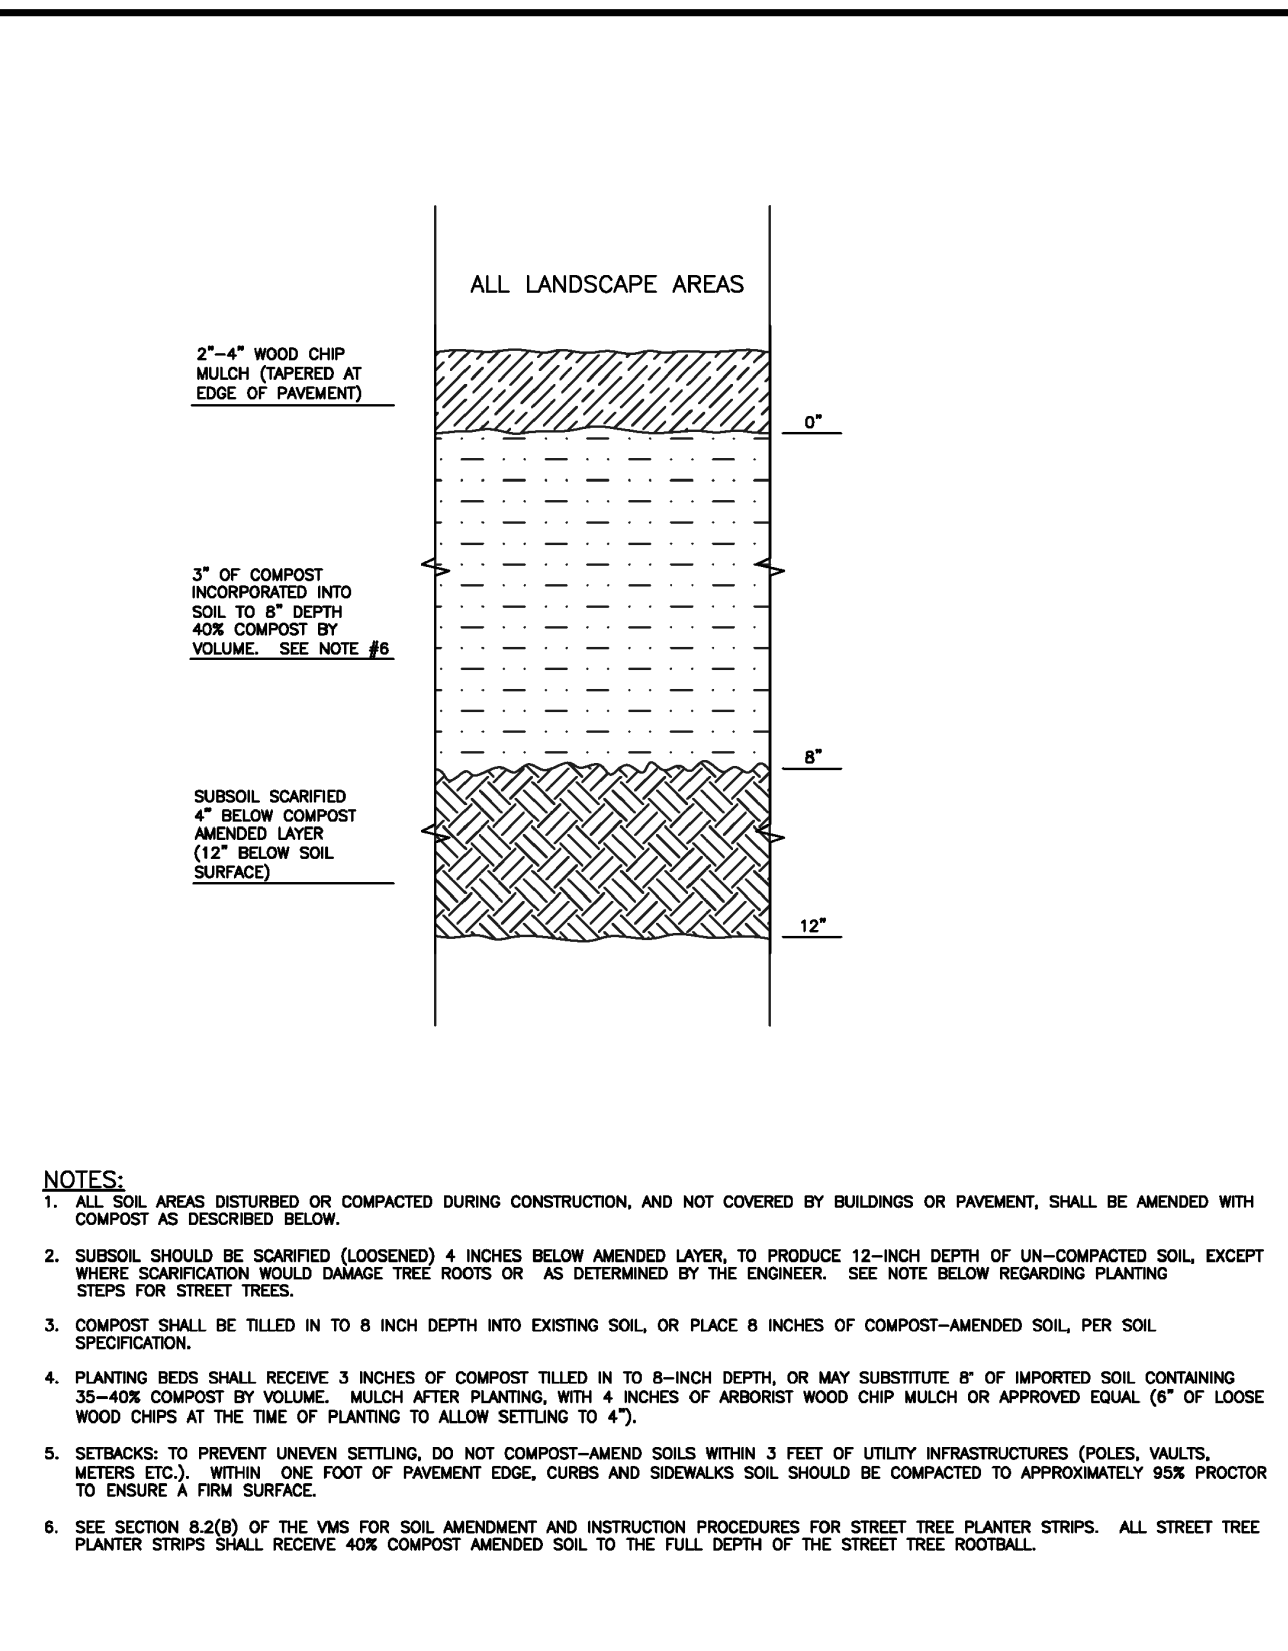 ALL LANDSCAPE AREAS
2"-4" WOOD CHIP
MULCH (TAPERED AT
EDGE OF PAVEMENT)
0"
3" OF COMPOST
INCORPORATED INTO
SOIL TO 8" DEPTH
40% COMPOST BY
VOLUME. SEE NOTE #6
8"
SUBSOIL SCARIFIED
4" BELOW COMPOST
AMENDED LAYER
(12" BELOW SOIL
SURFACE)
12"
NOTES:
1. ALL SOIL AREAS DISTURBED OR COMPACTED DURING CONSTRUCTION, AND NOT COVERED BY BUILDINGS OR PAVEMENT, SHALL BE AMENDED WITH
COMPOST AS DESCRIBED BELOW.
2. SUBSOIL SHOULD BE SCARIFIED (LOOSENED) 4 INCHES BELOW AMENDED LAYER, TO PRODUCE 12-INCH DEPTH OF UN-COMPACTED SOIL, EXCEPT
WHERE SCARIFICATION WOULD DAMAGE TREE ROOTS OR AS DETERMINED BY THE ENGINEER. SEE NOTE BELOW REGARDING PLANTING
STEPS FOR STREET TREES.
3. COMPOST SHALL BE TILLED IN TO 8 INCH DEPTH INTO EXISTING SOIL, OR PLACE 8 INCHES OF COMPOST-AMENDED SOIL, PER SOIL
SPECIFICATION.
4. PLANTING BEDS SHALL RECEIVE 3 INCHES OF COMPOST TILLED IN TO 8-INCH DEPTH, OR MAY SUBSTITUTE 8" OF IMPORTED SOIL CONTAINING
35-40% COMPOST BY VOLUME. MULCH AFTER PLANTING, WITH 4 INCHES OF ARBORIST WOOD CHIP MULCH OR APPROVED EQUAL (6" OF LOOSE
WOOD CHIPS AT THE TIME OF PLANTING TO ALLOW SETTLING TO 4").
5. SETBACKS: TO PREVENT UNEVEN SETTLING, DO NOT COMPOST-AMEND SOILS WITHIN 3 FEET OF UTILITY INFRASTRUCTURES (POLES, VAULTS,
METERS ETC.). WITHIN ONE FOOT OF PAVEMENT EDGE, CURBS AND SIDEWALKS SOIL SHOULD BE COMPACTED TO APPROXIMATELY 95% PROCTOR
TO ENSURE A FIRM SURFACE.
6. SEE SECTION 8.2(B) OF THE VMS FOR SOIL AMENDMENT AND INSTRUCTION PROCEDURES FOR STREET TREE PLANTER STRIPS. ALL STREET TREE
PLANTER STRIPS SHALL RECEIVE 40% COMPOST AMENDED SOIL TO THE FULL DEPTH OF THE STREET TREE ROOTBALL.